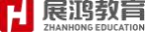 展鸿教育
ZHANHONG EDUCATION